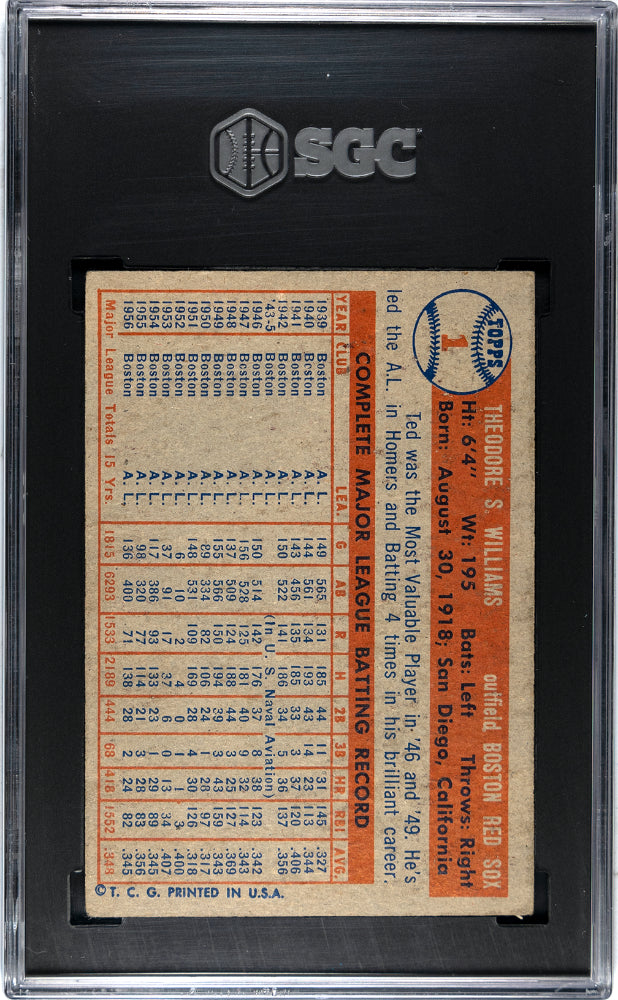 SGC
TOPPS
1
THEODORE S. WILLIAMS outfield BOSTON RED SOX
Ht: 6'4" Wt: 195 Bats: Left Throws: Right
Born: August 30, 1918; San Diego, California
Ted was the Most Valuable Player in '46 and '49. He's
led the A.L. in Homers and Batting 4 times in his brilliant career.
COMPLETE MAJOR LEAGUE BATTING RECORD
YEAR CLUB LEA. G AB R H 2B 3B HR RBI AVG.
1939 Boston A. L. 149 565 131 185 44 11 31 145 .327
1940 Boston A. L. 144 561 134 193 43 14 23 113 .344
1941 Boston A. L. 143 456 135 185 33 3 37 120 .406
1942 Boston A. L. 150 522 141 186 34 5 36 137 .356
'43-5 (In U. S. Naval Aviation)
1946 Boston A. L. 150 514 142 176 37 8 38 123 .342
1947 Boston A. L. 156 528 125 181 40 9 32 114 .343
1948 Boston A. L. 137 509 124 188 44 3 25 127 .369
1949 Boston A. L. 155 566 150 194 39 3 43 159 .343
1950 Boston A. L. 89 334 82 106 24 1 28 97 .317
1951 Boston A. L. 148 531 109 169 28 4 30 126 .318
1952 Boston A. L. 6 10 2 4 0 1 1 3 .400
1953 Boston A. L. 37 91 17 37 6 0 13 34 .407
1954 Boston A. L. 117 386 93 133 23 1 29 89 .345
1955 Boston A. L. 98 320 77 114 21 3 28 83 .356
1956 Boston A. L. 136 400 71 138 28 2 24 82 .345
Major League Totals 15 Yrs. 1815 6293 1533 2189 444 68 418 1552 .348
© T. C. G. PRINTED IN U.S.A.